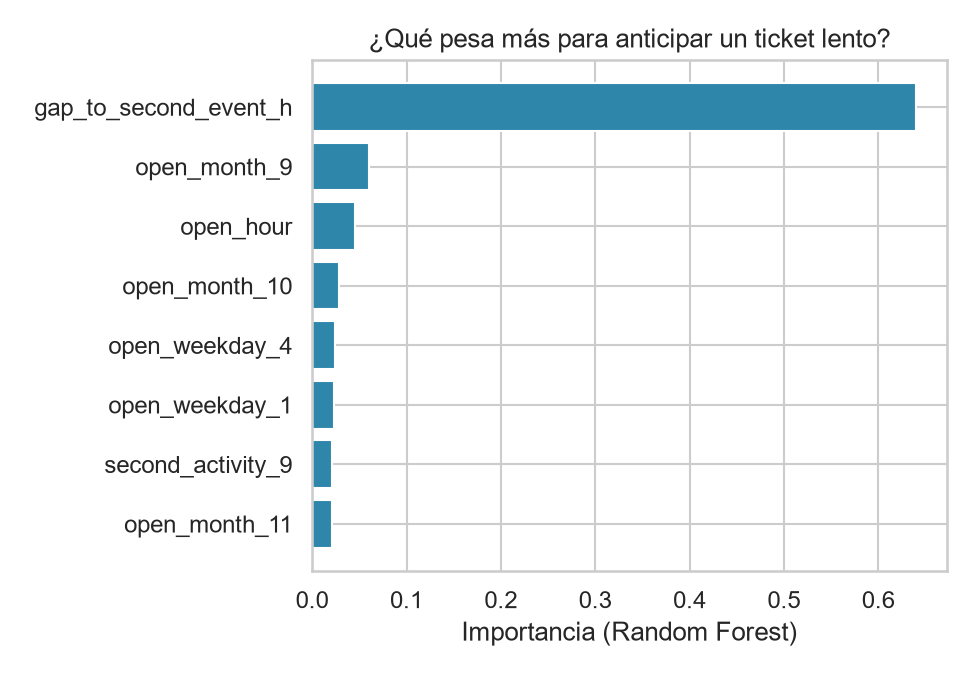 ¿Qué pesa más para anticipar un ticket lento?
gap_to_second_event_h
open_month_9
open_hour
open_month_10
open_weekday_4
open_weekday_1
second_activity_9
open_month_11
0.0 0.1 0.2 0.3 0.4 0.5 0.6
Importancia (Random Forest)